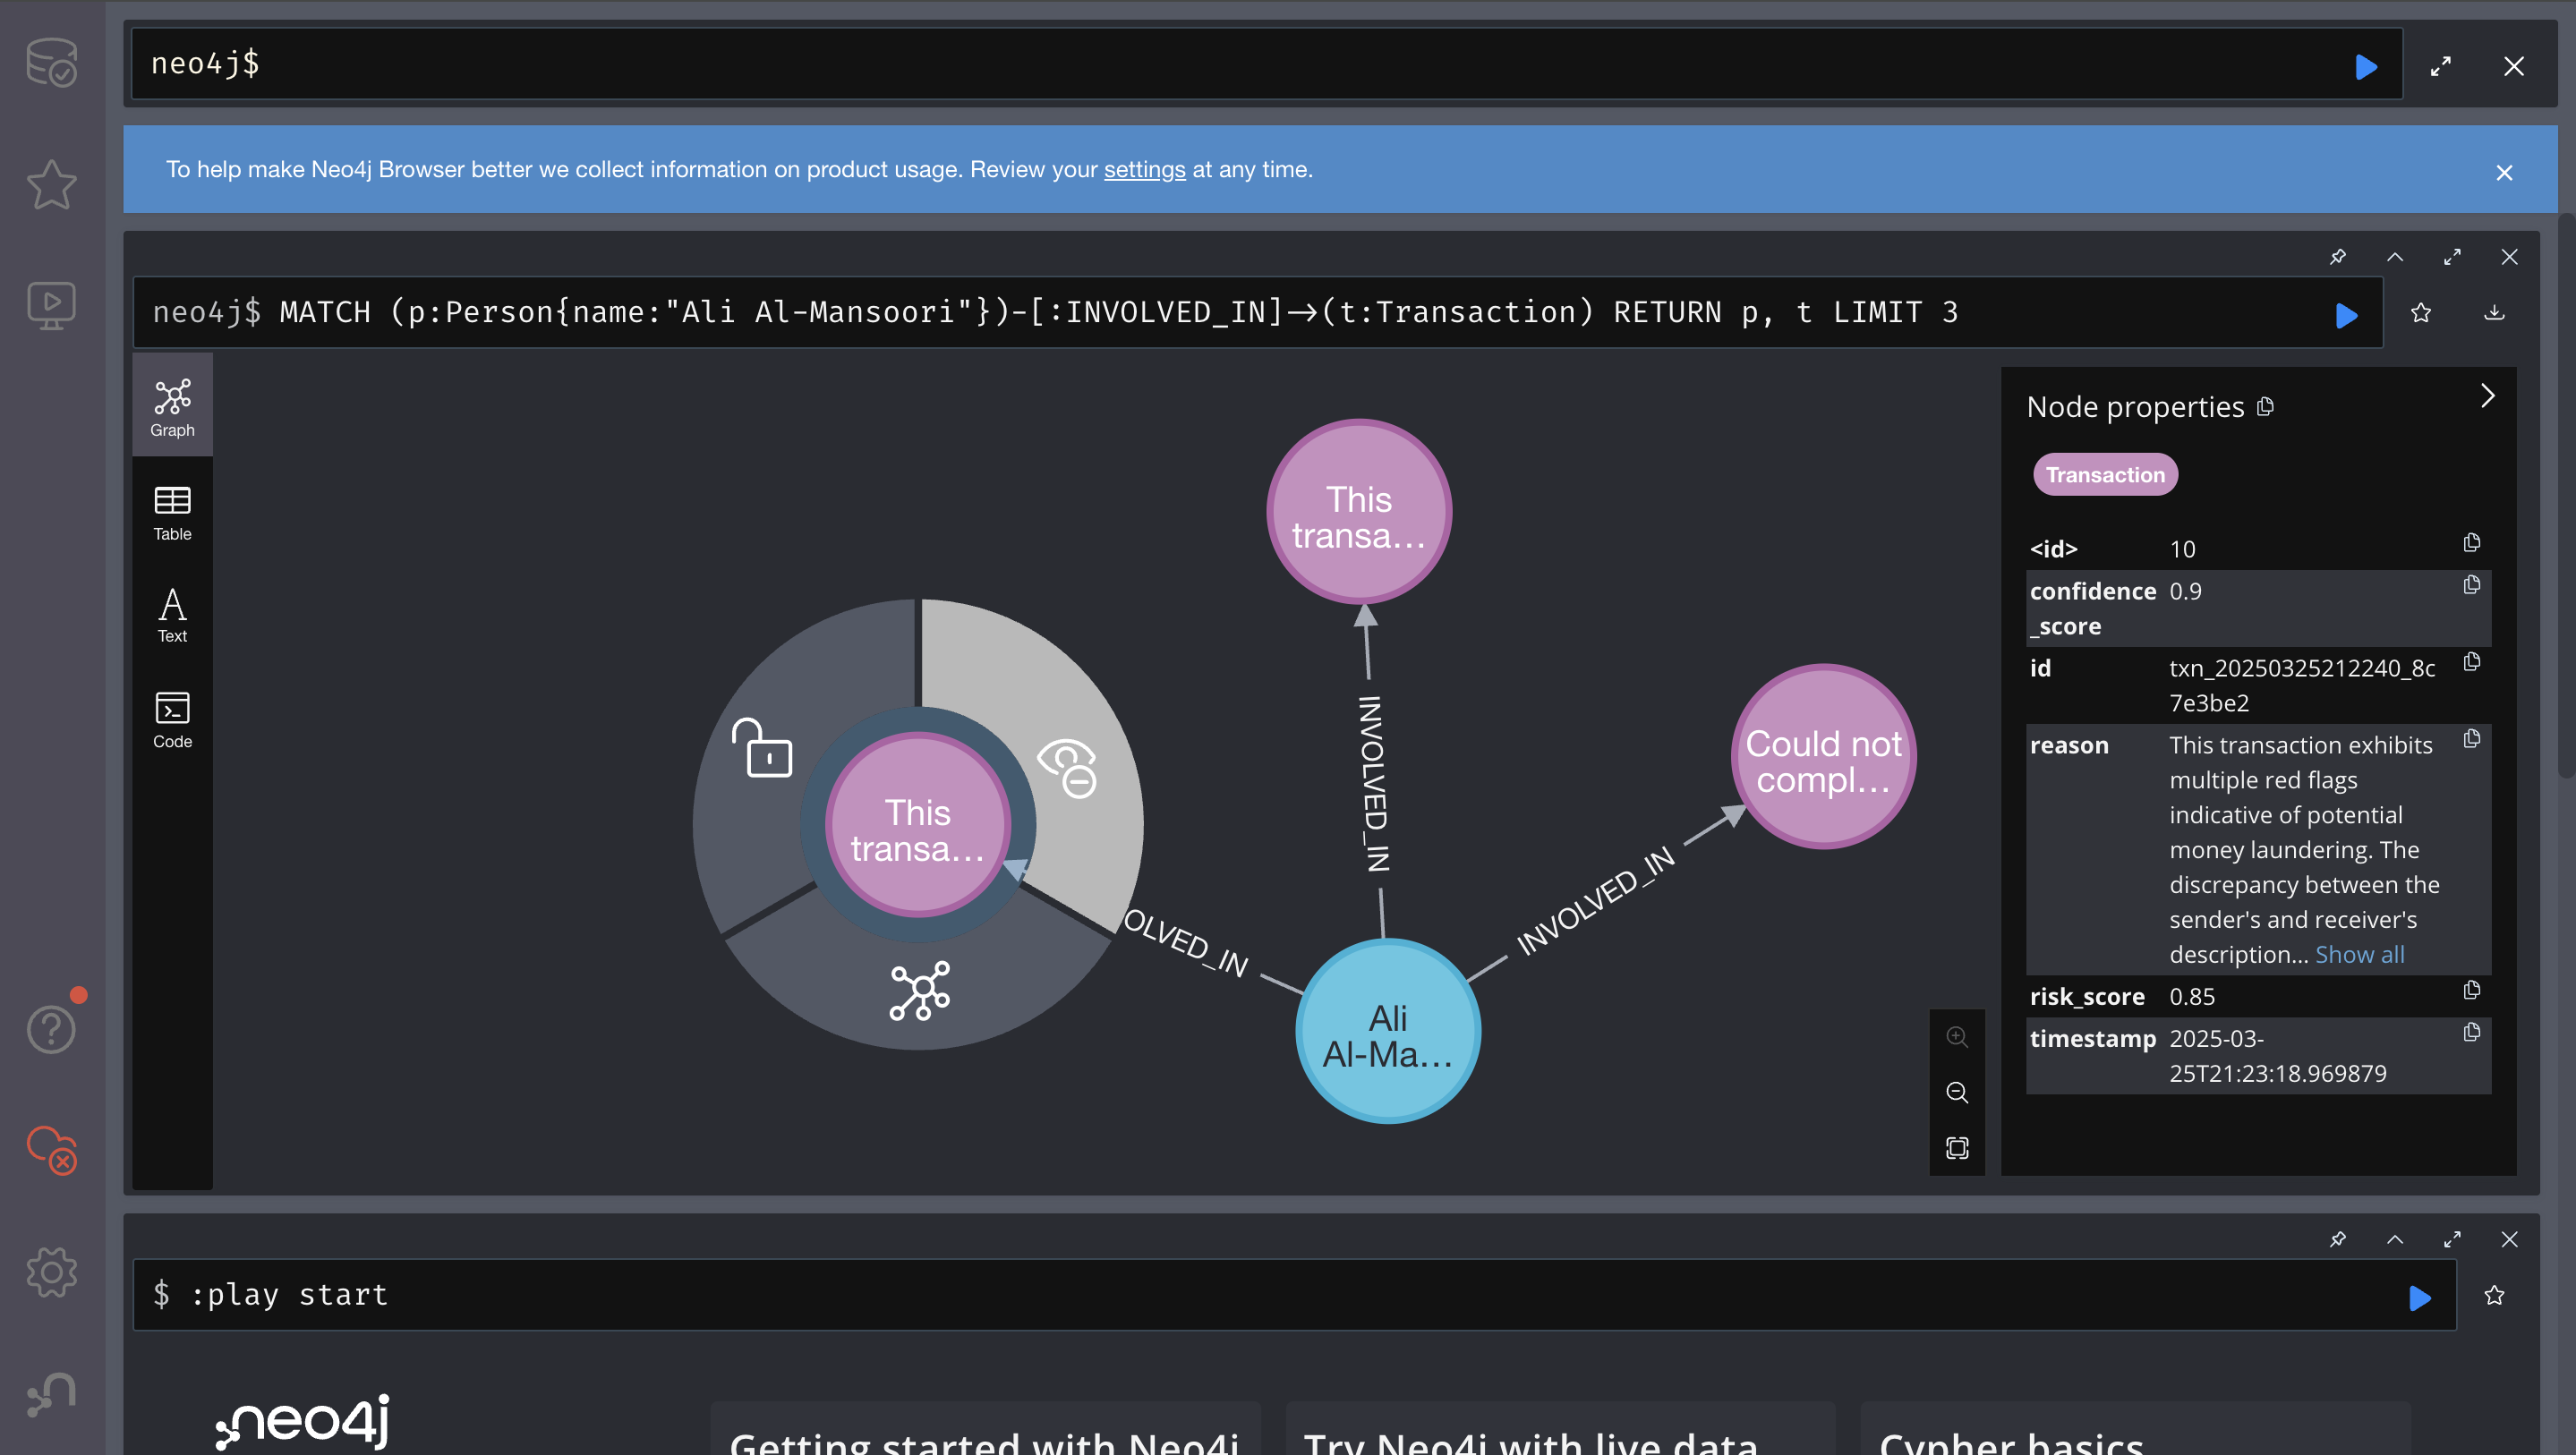 neo4j$
To help make Neo4j Browser better we collect information on product usage. Review your settings at any time.
neo4j$ MATCH (p:Person{name:"Ali Al-Mansoori"})-[:INVOLVED_IN]→(t:Transaction) RETURN p, t LIMIT 3
Graph
Table
Text
Code
This
transa…
INVOLVED_IN
Could not
compl…
INVOLVED_IN
This
transa…
OLVED_IN
Ali
Al-Ma…
Node properties
Transaction
<id> 10
confidence 0.9
_score
id txn_20250325212240_8c
7e3be2
reason This transaction exhibits
multiple red flags
indicative of potential
money laundering. The
discrepancy between the
sender's and receiver's
description... Show all
risk_score 0.85
timestamp 2025-03-
25T21:23:18.969879
$ :play start
neo4j
Getting started with Neo4j
Try Neo4j with live data
Cypher basics